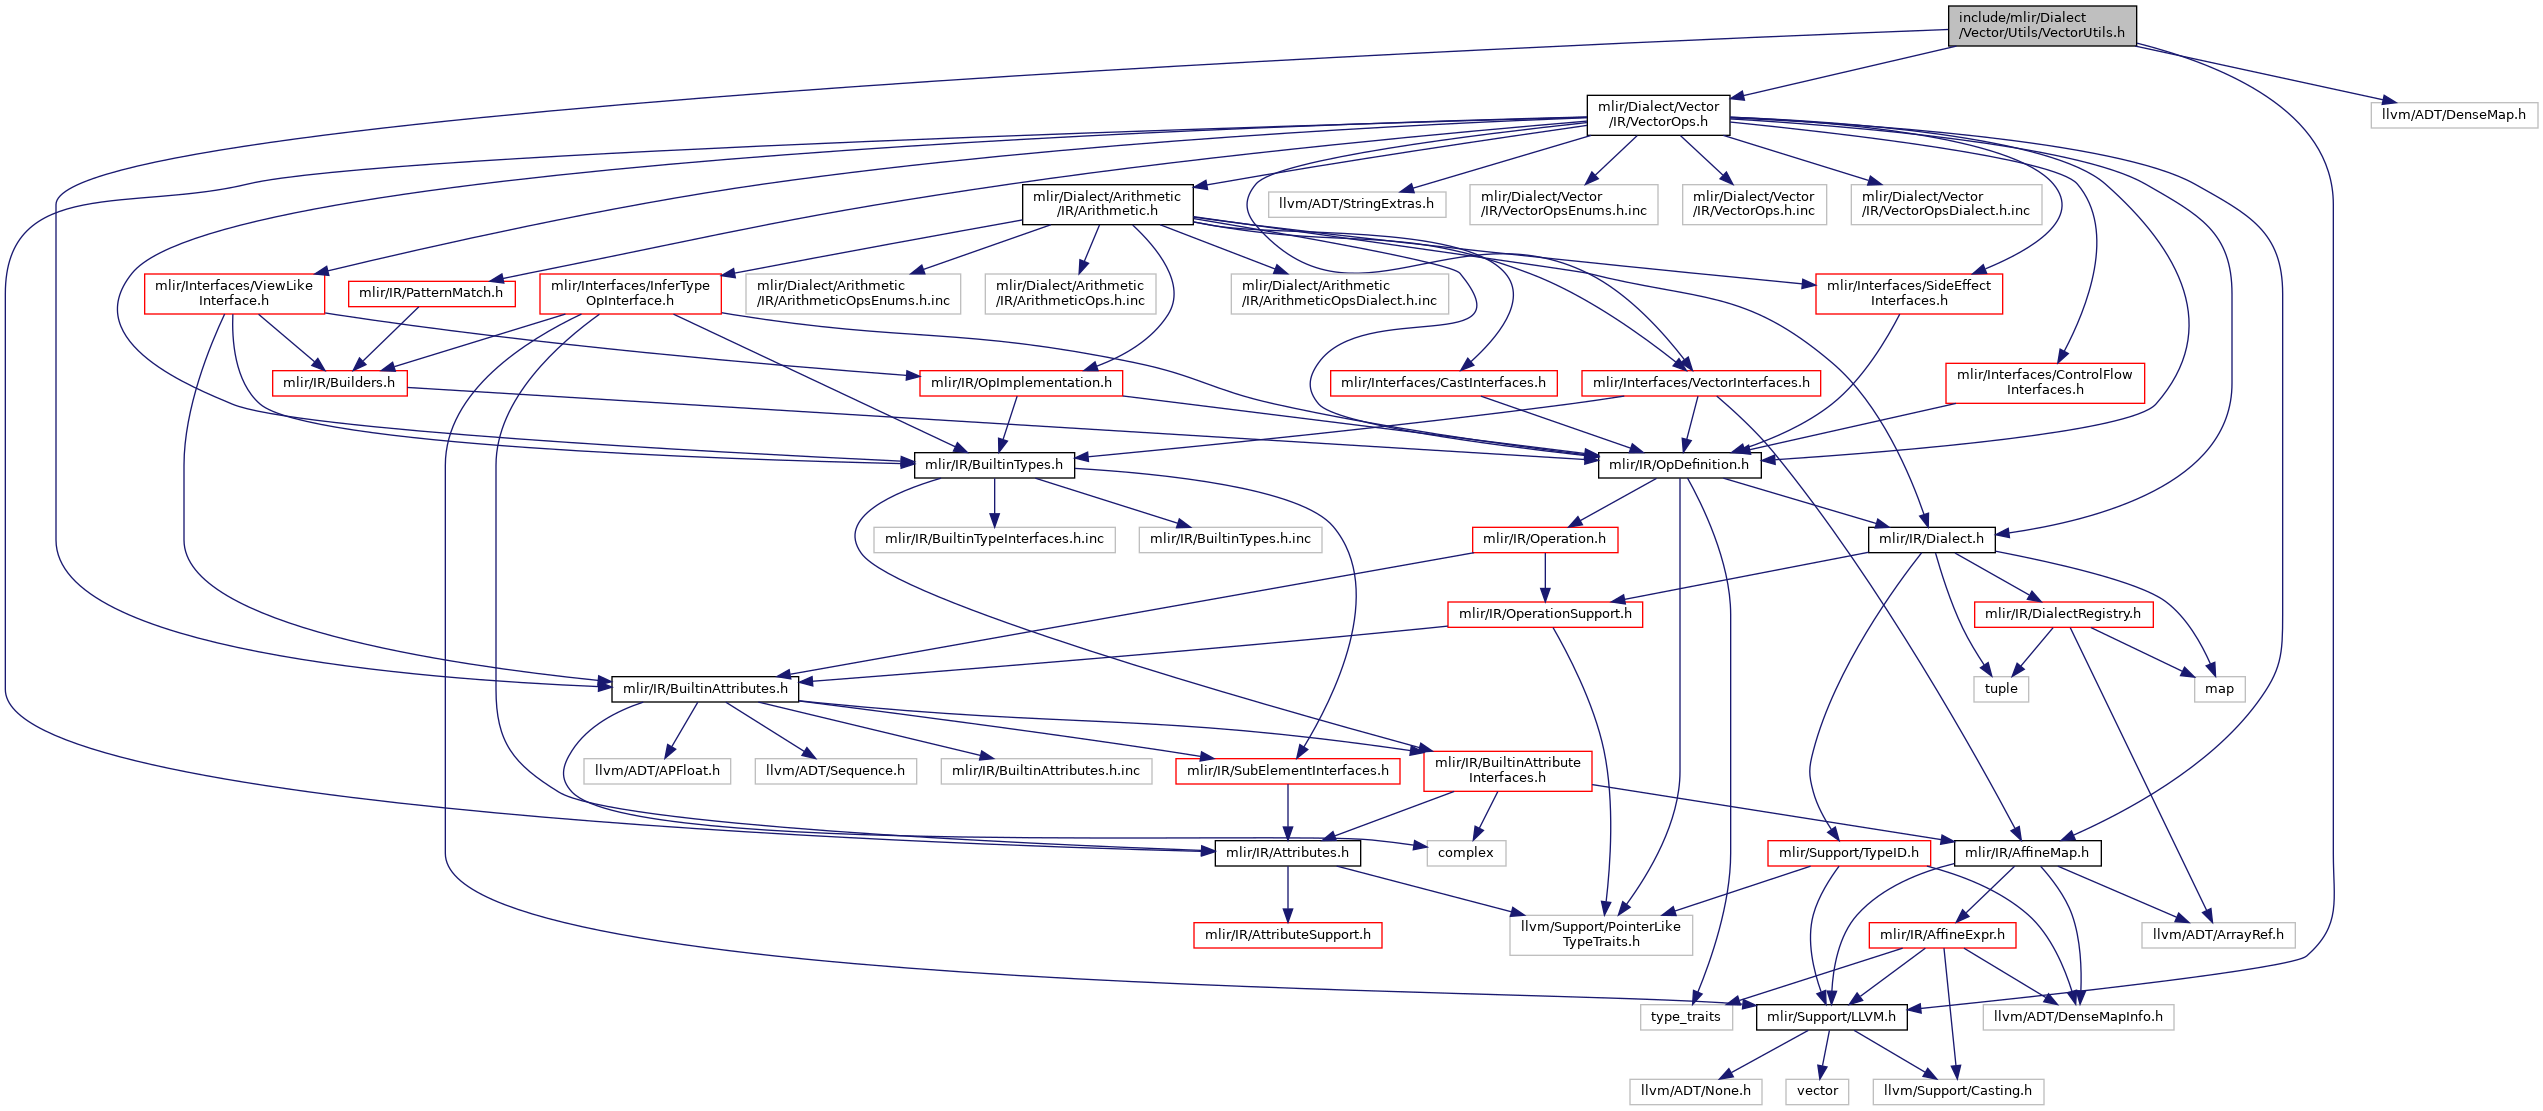 include/mlir/Dialect
/Vector/Utils/VectorUtils.h
mlir/Dialect/Vector
/IR/VectorOps.h
llvm/ADT/DenseMap.h
mlir/Dialect/Arithmetic
/IR/Arithmetic.h
llvm/ADT/StringExtras.h
mlir/Dialect/Vector
/IR/VectorOpsEnums.h.inc
mlir/Dialect/Vector
/IR/VectorOps.h.inc
mlir/Dialect/Vector
/IR/VectorOpsDialect.h.inc
mlir/Interfaces/ViewLike
Interface.h
mlir/IR/PatternMatch.h
mlir/Interfaces/InferType
OpInterface.h
mlir/Dialect/Arithmetic
/IR/ArithmeticOpsEnums.h.inc
mlir/Dialect/Arithmetic
/IR/ArithmeticOps.h.inc
mlir/Dialect/Arithmetic
/IR/ArithmeticOpsDialect.h.inc
mlir/Interfaces/SideEffect
Interfaces.h
mlir/IR/Builders.h
mlir/IR/OpImplementation.h
mlir/Interfaces/CastInterfaces.h
mlir/Interfaces/VectorInterfaces.h
mlir/Interfaces/ControlFlow
Interfaces.h
mlir/IR/BuiltinTypes.h
mlir/IR/OpDefinition.h
mlir/IR/BuiltinTypeInterfaces.h.inc
mlir/IR/BuiltinTypes.h.inc
mlir/IR/Operation.h
mlir/IR/Dialect.h
mlir/IR/OperationSupport.h
mlir/IR/DialectRegistry.h
mlir/IR/BuiltinAttributes.h
tuple
map
llvm/ADT/APFloat.h
llvm/ADT/Sequence.h
mlir/IR/BuiltinAttributes.h.inc
mlir/IR/SubElementInterfaces.h
mlir/IR/BuiltinAttribute
Interfaces.h
mlir/IR/Attributes.h
complex
mlir/Support/TypeID.h
mlir/IR/AffineMap.h
mlir/IR/AttributeSupport.h
llvm/Support/PointerLike
TypeTraits.h
mlir/IR/AffineExpr.h
llvm/ADT/ArrayRef.h
type_traits
mlir/Support/LLVM.h
llvm/ADT/DenseMapInfo.h
llvm/ADT/None.h
vector
llvm/Support/Casting.h